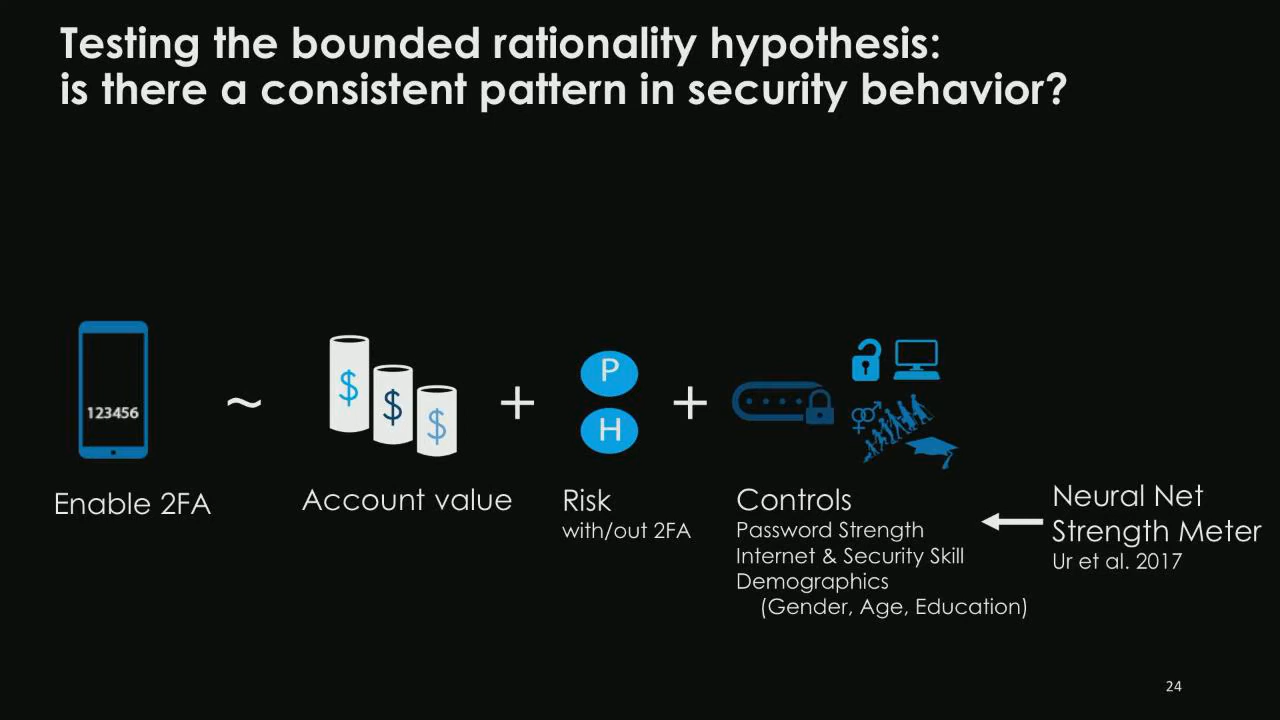 Testing the bounded rationality hypothesis:
is there a consistent pattern in security behavior?
123456
~
$
$
$
+
P
H
+
Enable 2FA
Account value
Risk
with/out 2FA
Controls
Password Strength
Internet & Security Skill
Demographics
(Gender, Age, Education)
Neural Net
Strength Meter
Ur et al. 2017
24